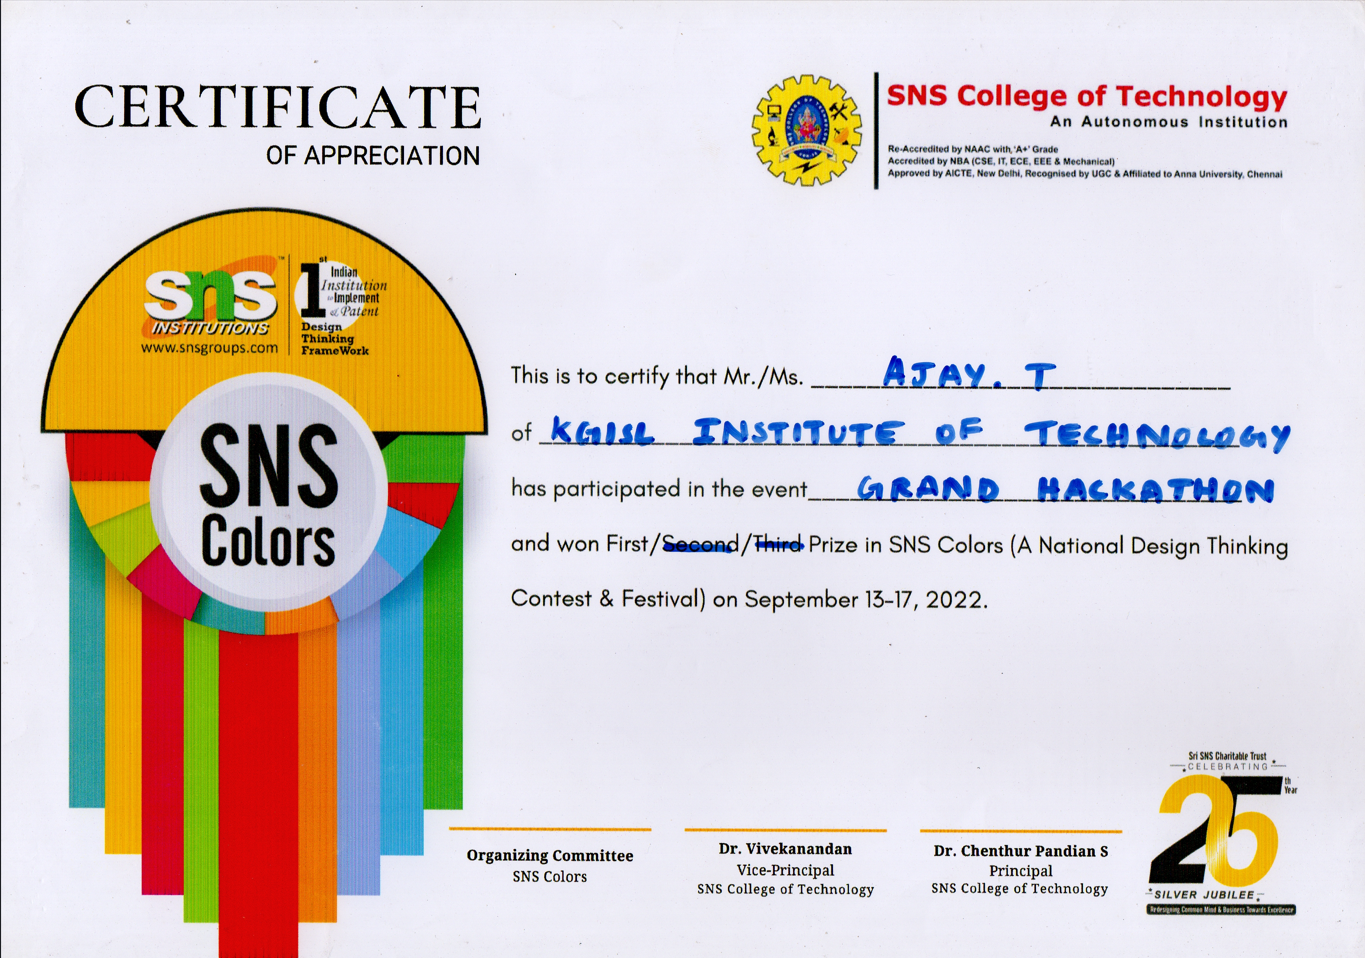 CERTIFICATE
OF APPRECIATION
SNS College of Technology
An Autonomous Institution
Re-Accredited by NAAC with 'A+' Grade
Accredited by NBA (CSE, IT, ECE, EEE & Mechanical)
Approved by AICTE, New Delhi, Recognised by UGC & Affiliated to Anna University, Chennai
sns™
INSTITUTIONS
www.snsgroups.com
1st
Indian
Institution
to Implement
& Patent
Design
Thinking
FrameWork
SNS
Colors
This is to certify that Mr./Ms. AJAY. T
of KGISL INSTITUTE OF TECHNOLOGY
has participated in the event GRAND HACKATHON
and won First/Second/Third Prize in SNS Colors (A National Design Thinking
Contest & Festival) on September 13-17, 2022.
Organizing Committee
SNS Colors
Dr. Vivekanandan
Vice-Principal
SNS College of Technology
Dr. Chenthur Pandian S
Principal
SNS College of Technology
Sri SNS Charitable Trust
CELEBRATING
25th
Year
SILVER JUBILEE
Redesigning Common Mind & Business Towards Excellence